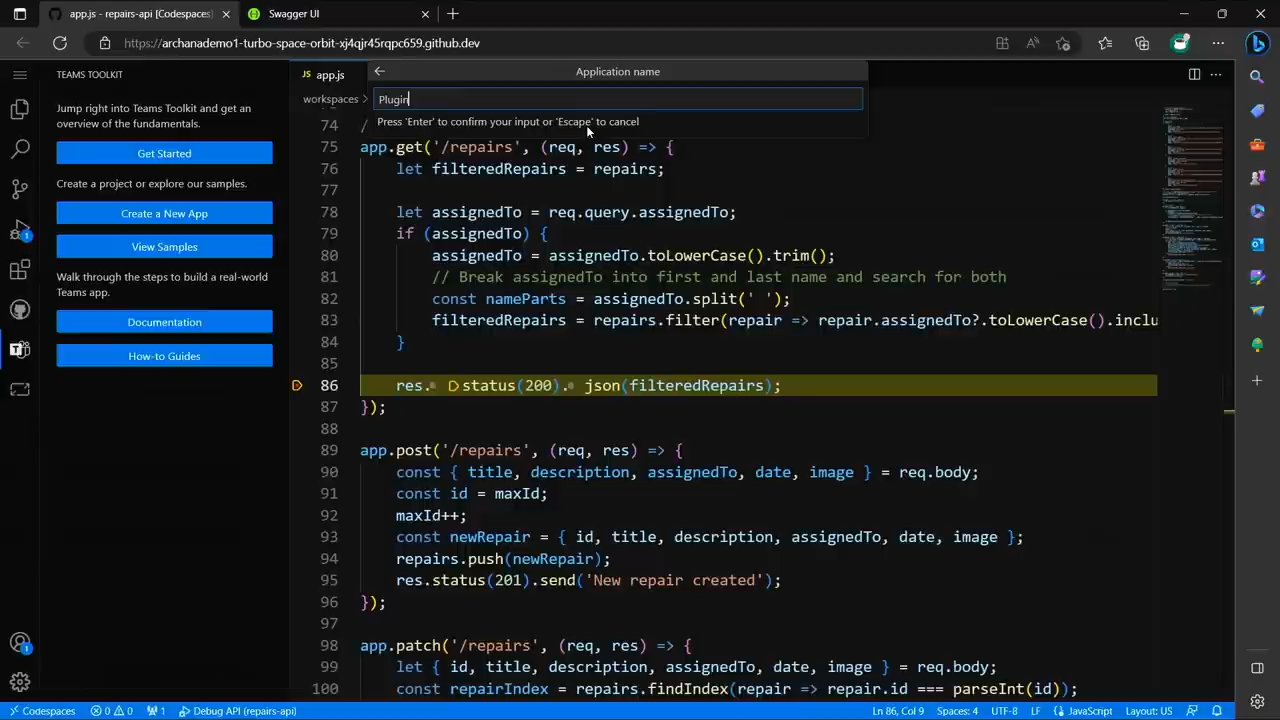 app.js - repairs-api [Codespaces]
Swagger UI
https://archanademo1-turbo-space-orbit-xj4qjr45rqpc659.github.dev
TEAMS TOOLKIT
Jump right into Teams Toolkit and get an
overview of the fundamentals.
Get Started
Create a project or explore our samples.
Create a New App
View Samples
Walk through the steps to build a real-world
Teams app.
Documentation
How-to Guides
1
1
JS app.js
workspaces >
Application name
Plugin
Press 'Enter' to confirm your input or 'Escape' to cancel
74 /
75 app.get('/repairs', (req, res) => {
76 let filteredRepairs = repairs;
77
78 let assignedTo = req.query.assignedTo;
79 if (assignedTo) {
80 assignedTo = assignedTo.toLowerCase().trim();
81 // Break assignedTo into first and last name and search for both
82 const nameParts = assignedTo.split(' ');
83 filteredRepairs = repairs.filter(repair => repair.assignedTo?.toLowerCase().inclu
84 }
85
86 res.status(200).json(filteredRepairs);
87 });
88
89 app.post('/repairs', (req, res) => {
90 const { title, description, assignedTo, date, image } = req.body;
91 const id = maxId;
92 maxId++;
93 const newRepair = { id, title, description, assignedTo, date, image };
94 repairs.push(newRepair);
95 res.status(201).send('New repair created');
96 });
97
98 app.patch('/repairs', (req, res) => {
99 let { id, title, description, assignedTo, date, image } = req.body;
100 const repairIndex = repairs.findIndex(repair => repair.id === parseInt(id));
Codespaces 0 0 1 Debug API (repairs-api)
Ln 86, Col 9 Spaces: 4 UTF-8 LF {} JavaScript Layout: US